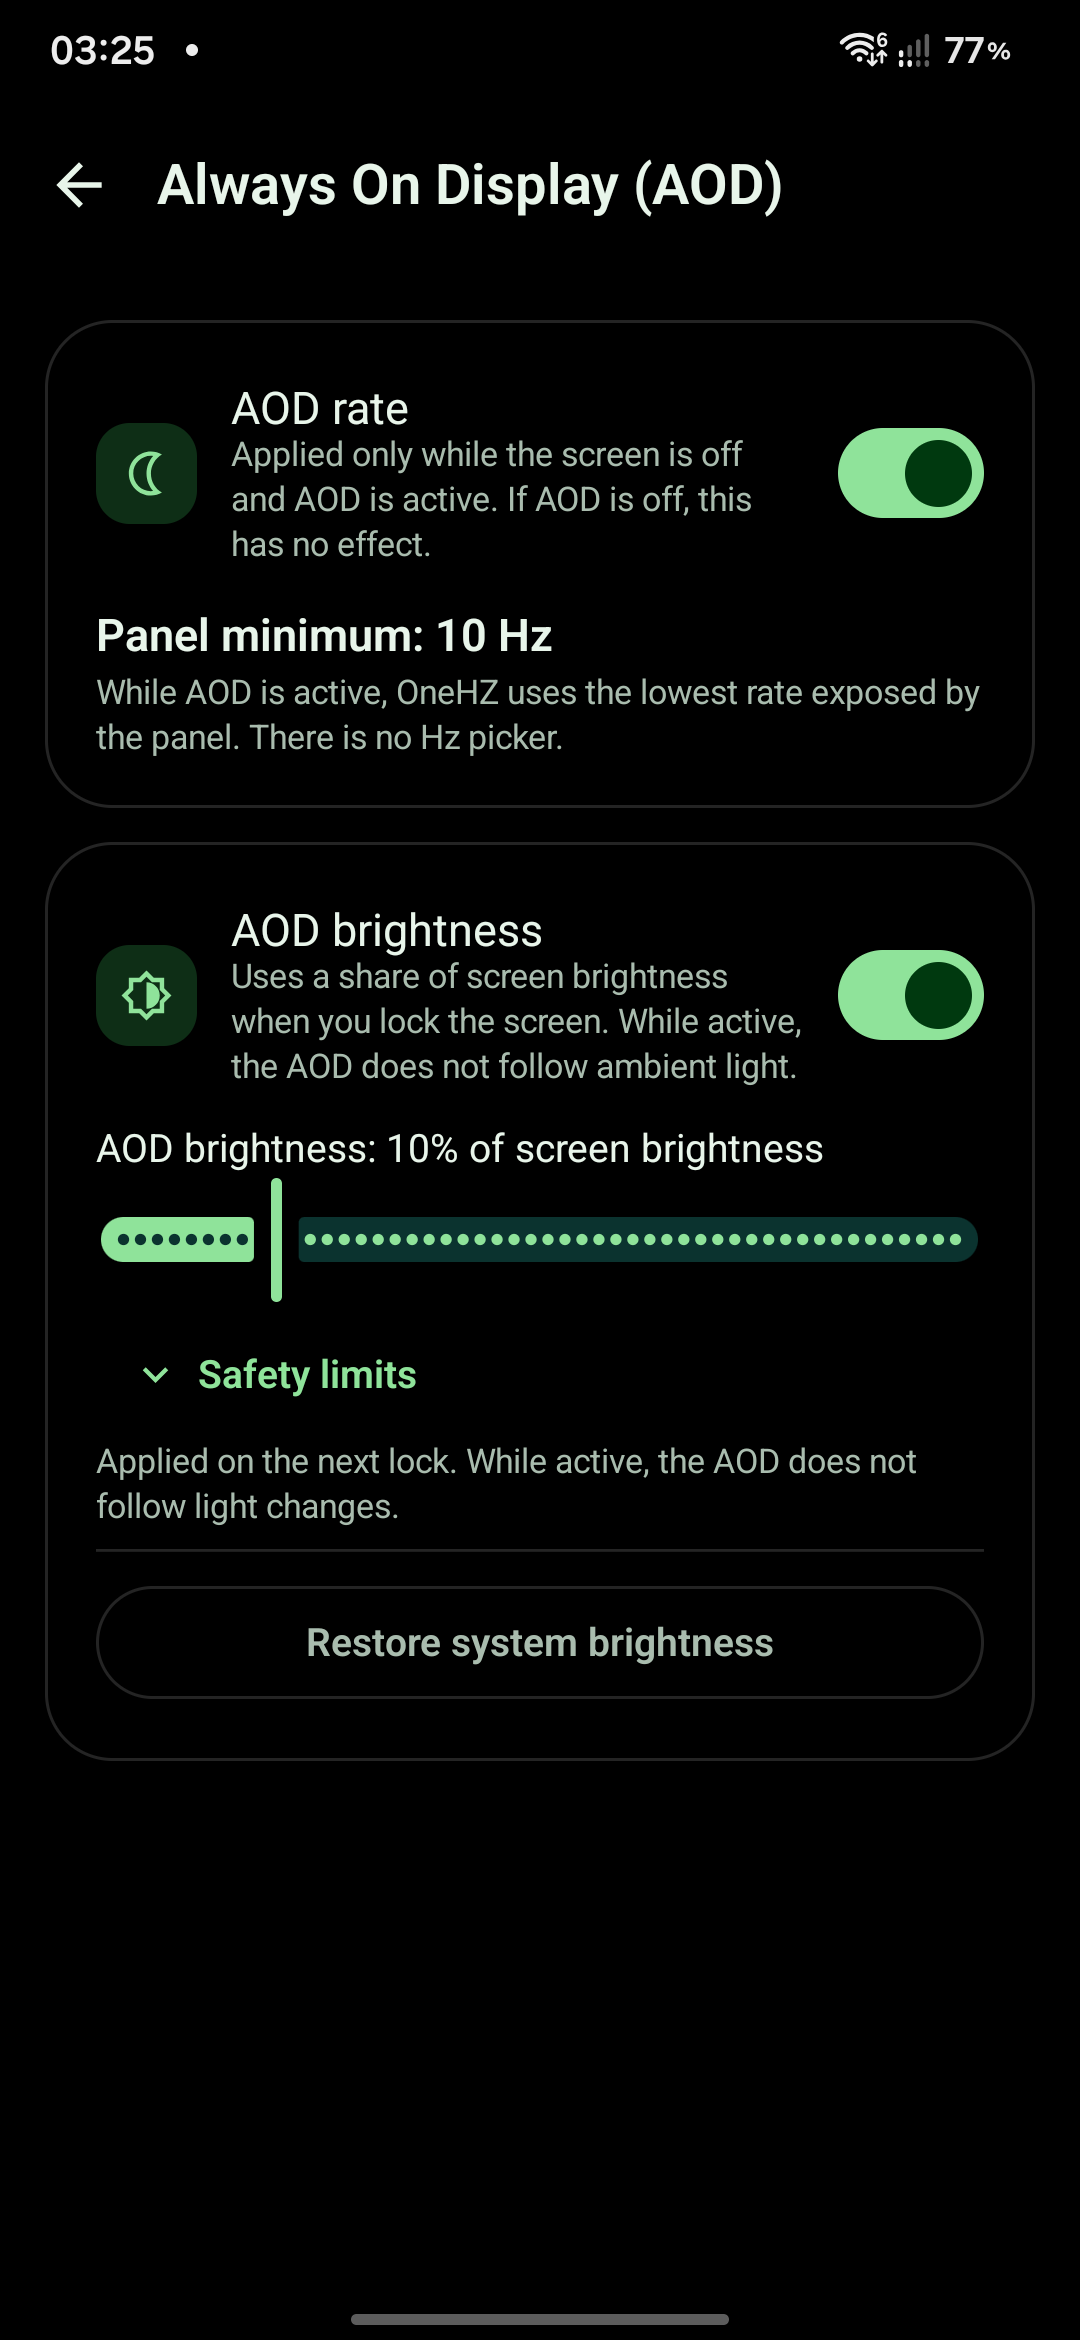 03:25
6
77%
Always On Display (AOD)
AOD rate
Applied only while the screen is off
and AOD is active. If AOD is off, this
has no effect.
Panel minimum: 10 Hz
While AOD is active, OneHZ uses the lowest rate exposed by
the panel. There is no Hz picker.
AOD brightness
Uses a share of screen brightness
when you lock the screen. While active,
the AOD does not follow ambient light.
AOD brightness: 10% of screen brightness
Safety limits
Applied on the next lock. While active, the AOD does not
follow light changes.
Restore system brightness